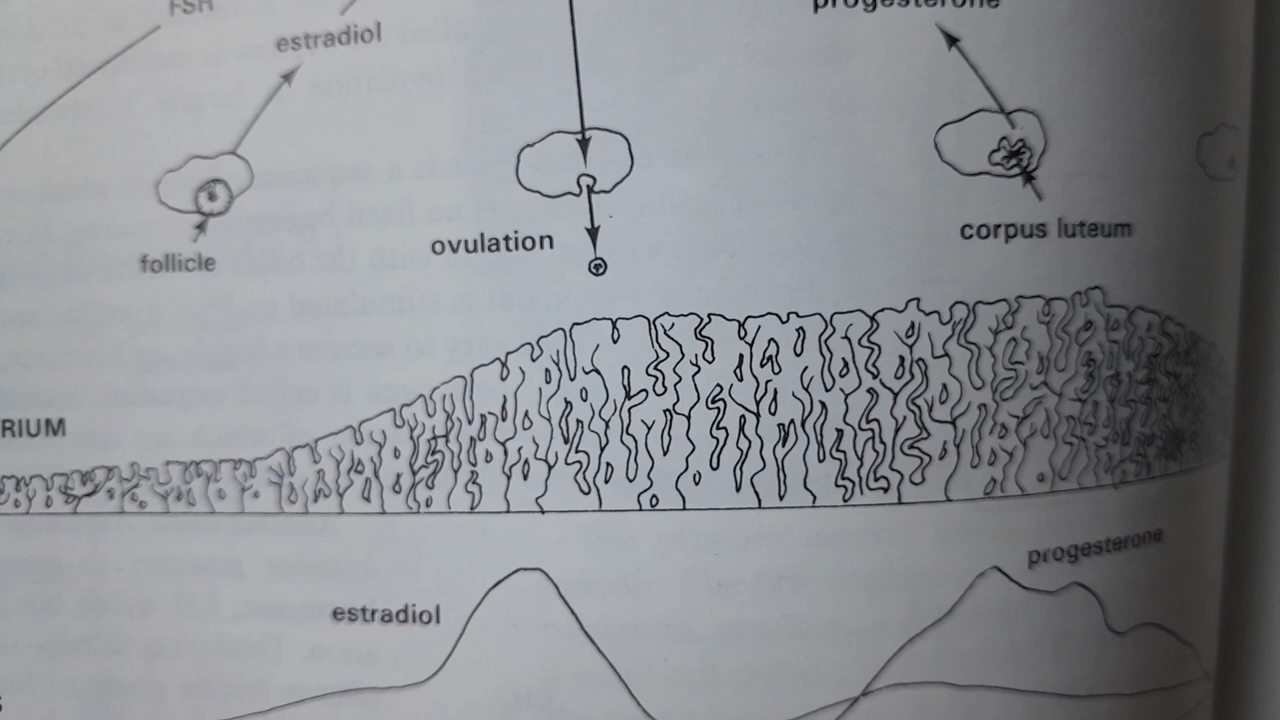 FSH
estradiol
progesterone
follicle
ovulation
corpus luteum
RIUM
progesterone
estradiol